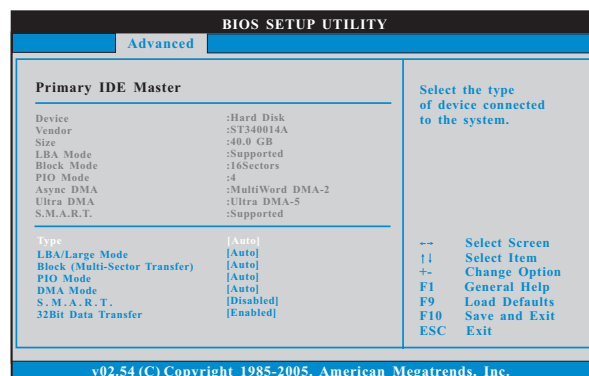 BIOS SETUP UTILITY
Advanced
Primary IDE Master
Device :Hard Disk
Vendor :ST340014A
Size :40.0 GB
LBA Mode :Supported
Block Mode :16Sectors
PIO Mode :4
Async DMA :MultiWord DMA-2
Ultra DMA :Ultra DMA-5
S.M.A.R.T. :Supported
Type [Auto]
LBA/Large Mode [Auto]
Block (Multi-Sector Transfer) [Auto]
PIO Mode [Auto]
DMA Mode [Auto]
S.M.A.R.T. [Disabled]
32Bit Data Transfer [Enabled]
Select the type
of device connected
to the system.
←→ Select Screen
↑↓ Select Item
+- Change Option
F1 General Help
F9 Load Defaults
F10 Save and Exit
ESC Exit
v02.54 (C) Copyright 1985-2005, American Megatrends, Inc.